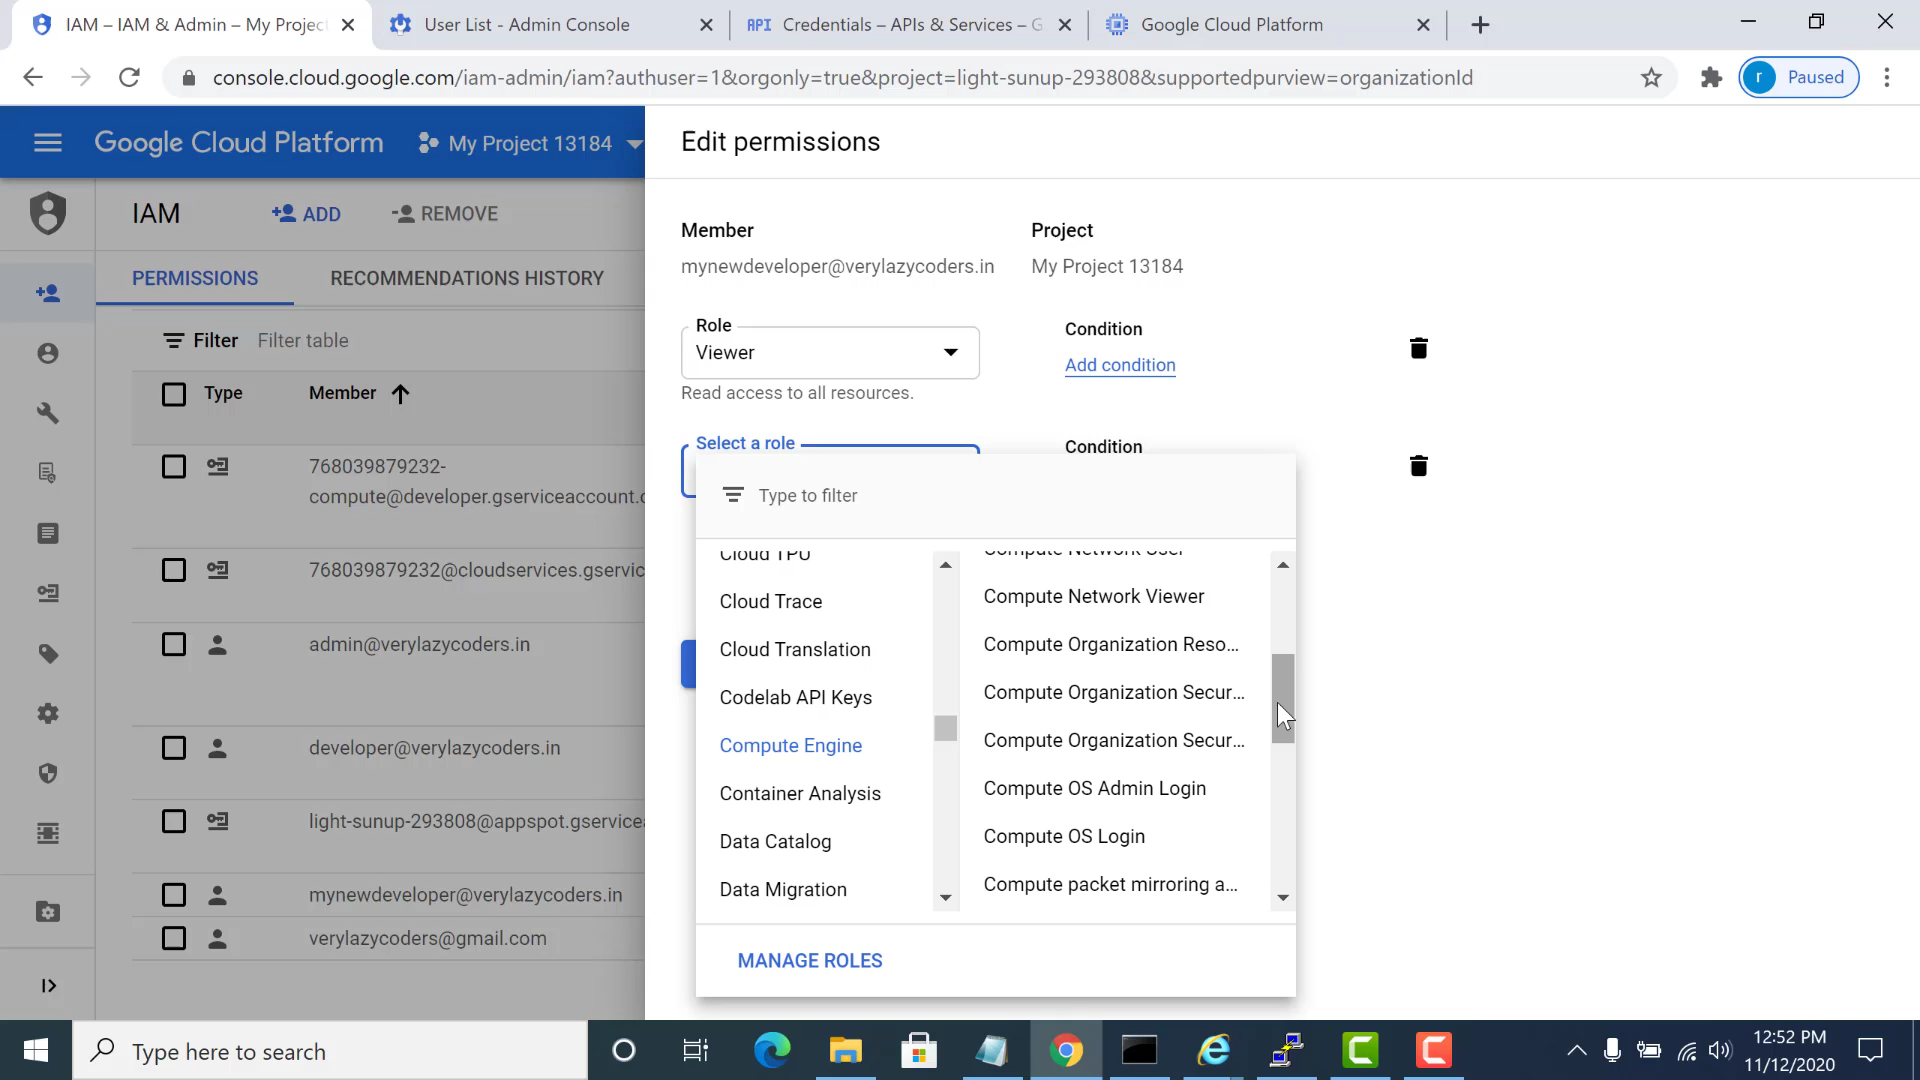 IAM – IAM & Admin – My Project
User List - Admin Console
API Credentials – APIs & Services – G
Google Cloud Platform
console.cloud.google.com/iam-admin/iam?authuser=1&orgonly=true&project=light-sunup-293808&supportedpurview=organizationId
r Paused
Google Cloud Platform
My Project 13184
Edit permissions
IAM
ADD
REMOVE
PERMISSIONS
RECOMMENDATIONS HISTORY
Filter Filter table
Type
Member
768039879232-
compute@developer.gserviceaccount.c
768039879232@cloudservices.gservic
admin@verylazycoders.in
developer@verylazycoders.in
light-sunup-293808@appspot.gservicea
mynewdeveloper@verylazycoders.in
verylazycoders@gmail.com
Member
mynewdeveloper@verylazycoders.in
Project
My Project 13184
Role
Viewer
Read access to all resources.
Condition
Add condition
Select a role
Condition
Type to filter
Cloud TPU
Cloud Trace
Cloud Translation
Codelab API Keys
Compute Engine
Container Analysis
Data Catalog
Data Migration
Compute Network User
Compute Network Viewer
Compute Organization Reso...
Compute Organization Secur...
Compute Organization Secur...
Compute OS Admin Login
Compute OS Login
Compute packet mirroring a...
MANAGE ROLES
Type here to search
12:52 PM
11/12/2020